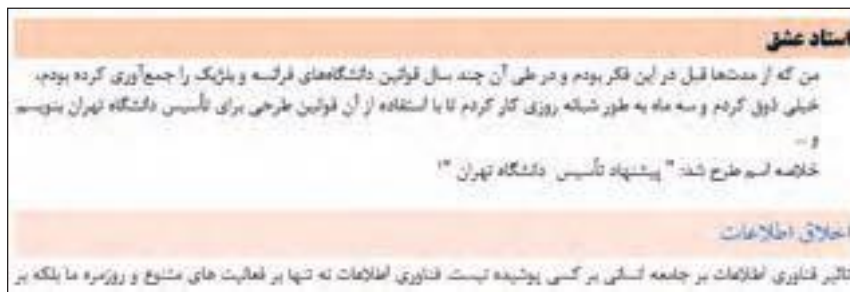 استاد عشق
من که از مدت‌ها قبل در این فکر بودم و در طی آن چند سال قوانین دانشگاه‌های فرانسه و بلژیک را جمع‌آوری کرده بودم،
خیلی ذوق کردم و سه ماه به طور شبانه روزی کار کردم تا با استفاده از آن قوانین طرحی برای تأسیس دانشگاه تهران بنویسم
و ...
خلاصه اسم طرح شد: " پیشنهاد تأسیس دانشگاه تهران "۱
اخلاق اطلاعات
تاثیر فناوری اطلاعات بر جامعه انسانی بر کسی پوشیده نیست. فناوری اطلاعات نه تنها بر فعالیت های متنوع و روزمره ما بلکه بر